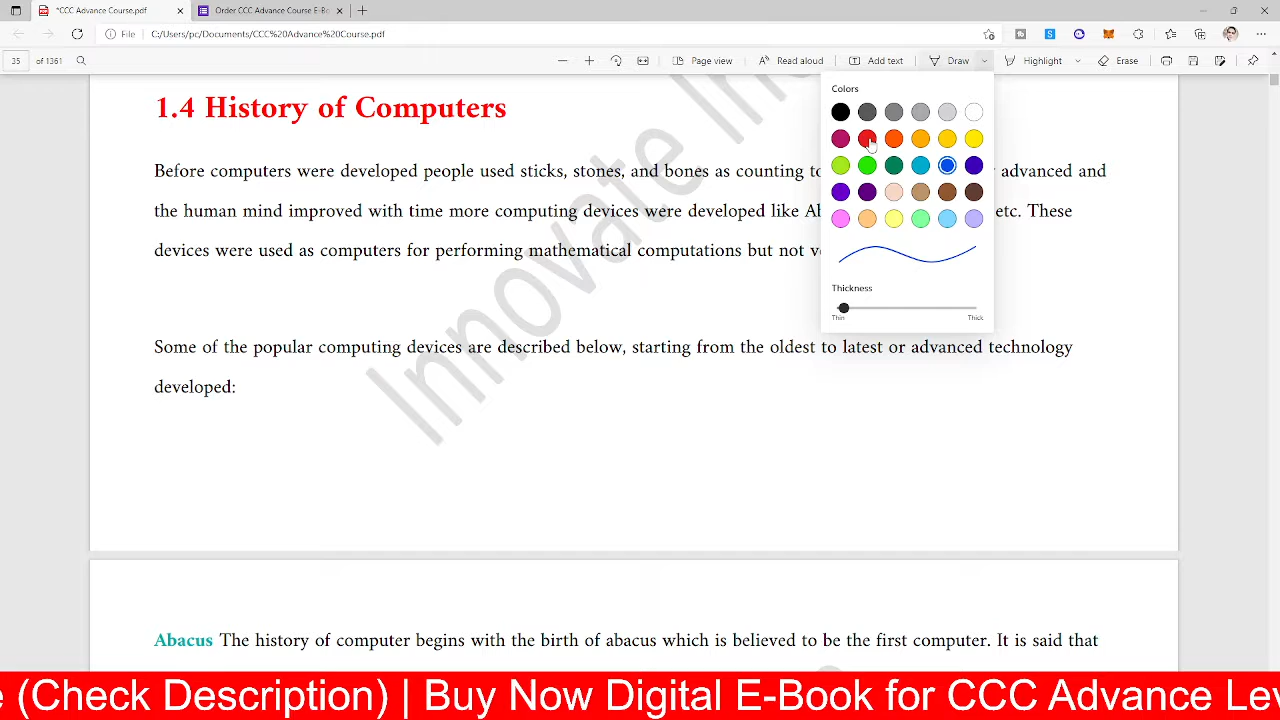 *CCC Advance Course.pdf
Order CCC Advance Course E-Bo
File C:/Users/pc/Documents/CCC%20Advance%20Course.pdf
35 of 1361 Page view Read aloud Add text Draw Highlight Erase
Colors
Thickness
Thin Thick
1.4 History of Computers
Before computers were developed people used sticks, stones, and bones as counting to advanced and
the human mind improved with time more computing devices were developed like Ab etc. These
devices were used as computers for performing mathematical computations but not v
Some of the popular computing devices are described below, starting from the oldest to latest or advanced technology
developed:
Innovate In
Abacus The history of computer begins with the birth of abacus which is believed to be the first computer. It is said that
e (Check Description) | Buy Now Digital E-Book for CCC Advance Lev